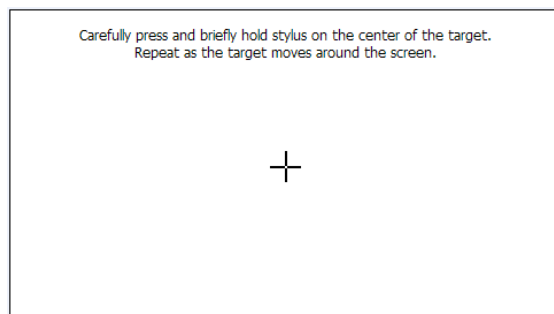 Carefully press and briefly hold stylus on the center of the target.
Repeat as the target moves around the screen.